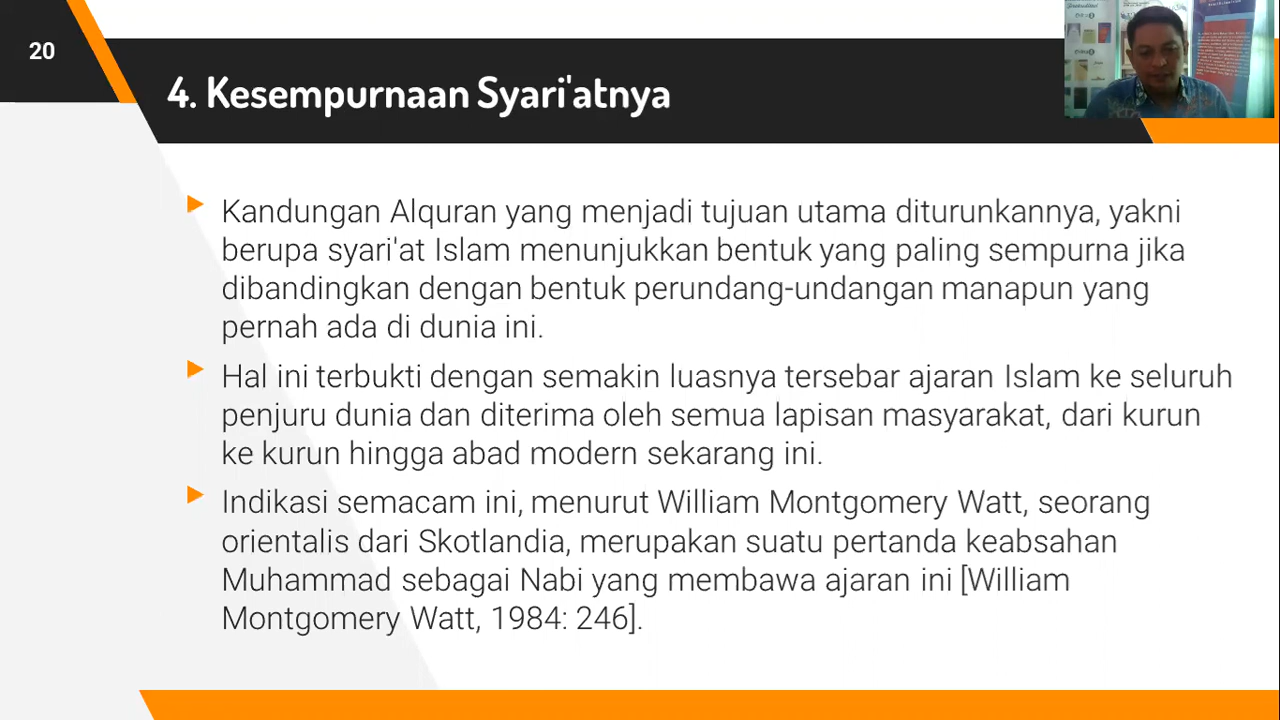 20
4. Kesempurnaan Syari'atnya
Kandungan Alquran yang menjadi tujuan utama diturunkannya, yakni
berupa syari'at Islam menunjukkan bentuk yang paling sempurna jika
dibandingkan dengan bentuk perundang-undangan manapun yang
pernah ada di dunia ini.
Hal ini terbukti dengan semakin luasnya tersebar ajaran Islam ke seluruh
penjuru dunia dan diterima oleh semua lapisan masyarakat, dari kurun
ke kurun hingga abad modern sekarang ini.
Indikasi semacam ini, menurut William Montgomery Watt, seorang
orientalis dari Skotlandia, merupakan suatu pertanda keabsahan
Muhammad sebagai Nabi yang membawa ajaran ini [William
Montgomery Watt, 1984: 246].